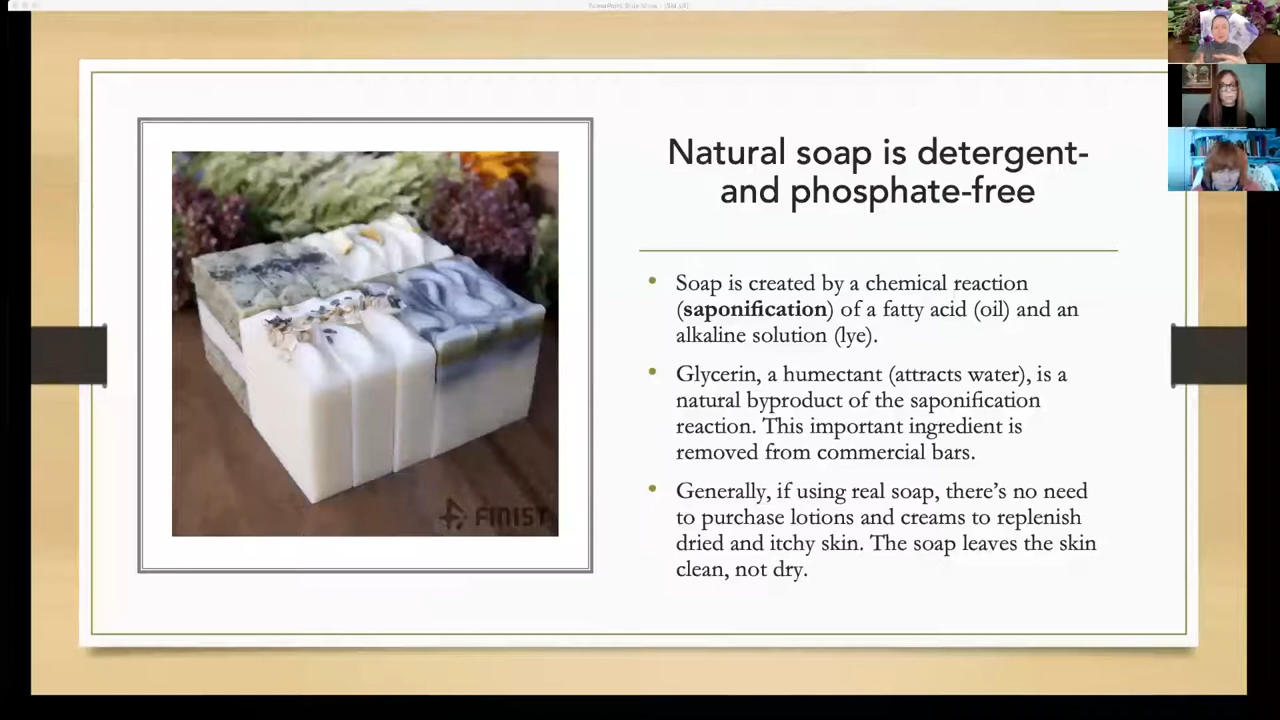 PowerPoint Slide Show -
Natural soap is detergent-
and phosphate-free
• Soap is created by a chemical reaction
(saponification) of a fatty acid (oil) and an
alkaline solution (lye).
• Glycerin, a humectant (attracts water), is a
natural byproduct of the saponification
reaction. This important ingredient is
removed from commercial bars.
• Generally, if using real soap, there’s no need
to purchase lotions and creams to replenish
dried and itchy skin. The soap leaves the skin
clean, not dry.
FINIST